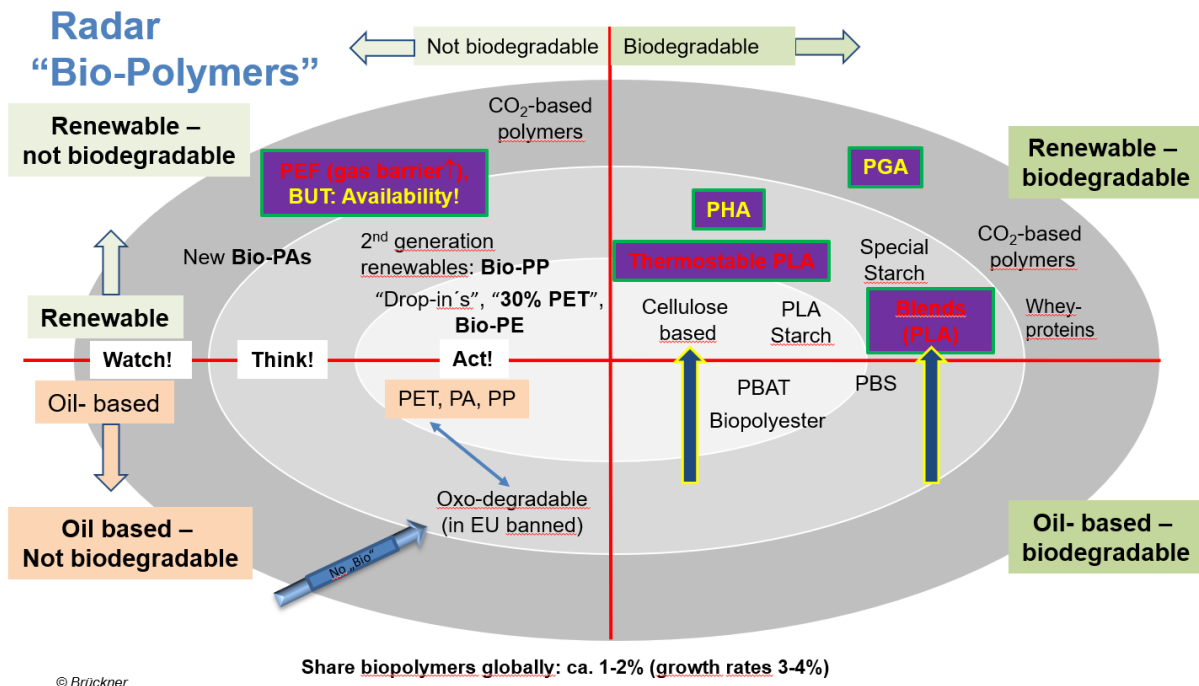 Radar
“Bio-Polymers”
Not biodegradable
Biodegradable
Renewable –
not biodegradable
CO₂-based
polymers
Renewable –
biodegradable
PEF (gas barrier↑),
BUT: Availability!
PGA
PHA
New Bio-PAs
2nd generation
renewables: Bio-PP
Thermostable PLA
Special
Starch
CO₂-based
polymers
“Drop-in´s”, “30% PET”,
Bio-PE
Cellulose
based
PLA
Starch
Blends
(PLA)
Whey-
proteins
Renewable
Watch!
Think!
Act!
Oil- based
PET, PA, PP
PBAT
Biopolyester
PBS
Oxo-degradable
(in EU banned)
No „Bio“
Oil based –
Not biodegradable
Oil- based –
biodegradable
Share biopolymers globally: ca. 1-2% (growth rates 3-4%)
© Brückner